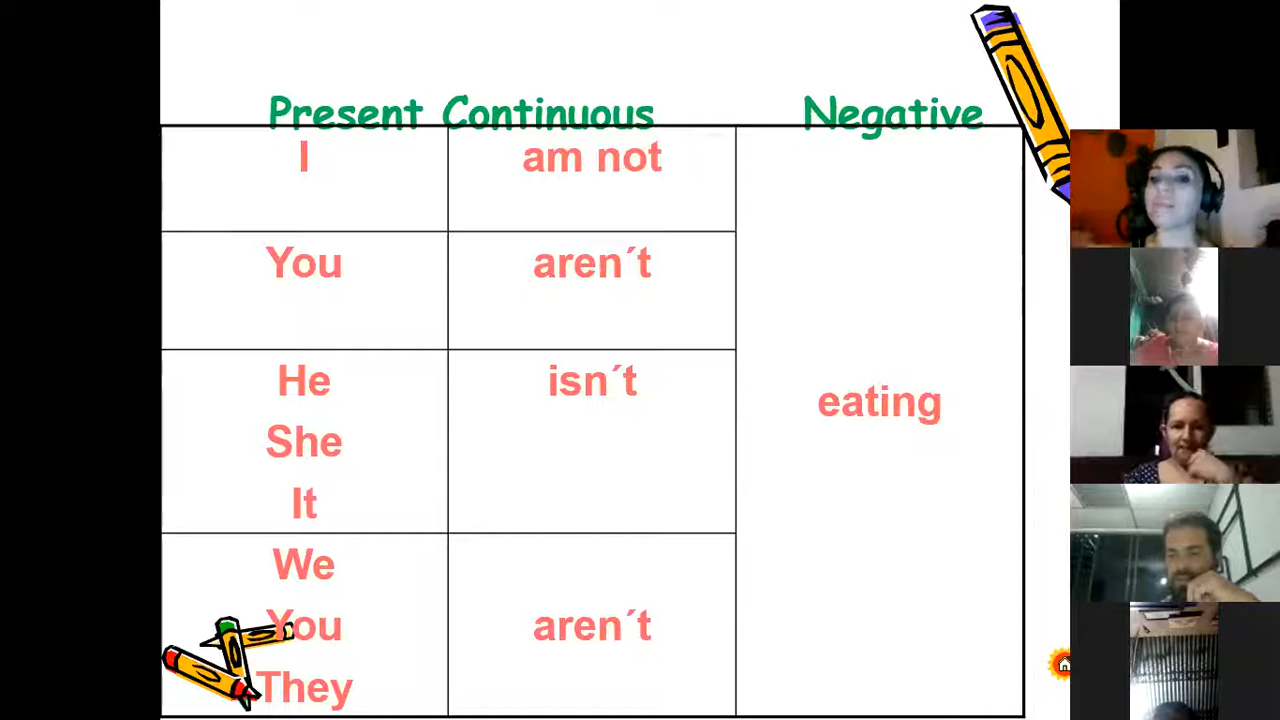 Present Continuous Negative
I am not
You aren´t
He isn´t
She
eating
It
We
You aren´t
They